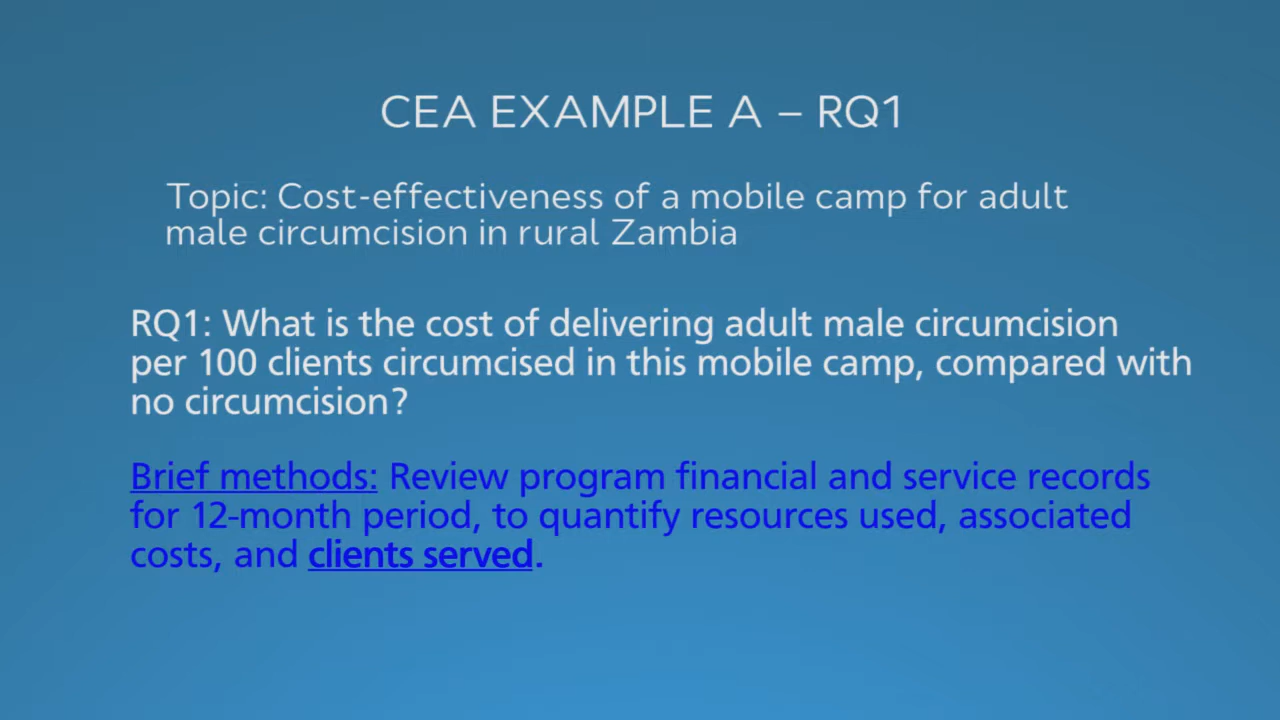 CEA EXAMPLE A – RQ1
Topic: Cost-effectiveness of a mobile camp for adult
male circumcision in rural Zambia
RQ1: What is the cost of delivering adult male circumcision
per 100 clients circumcised in this mobile camp, compared with
no circumcision?
Brief methods: Review program financial and service records
for 12-month period, to quantify resources used, associated
costs, and clients served.